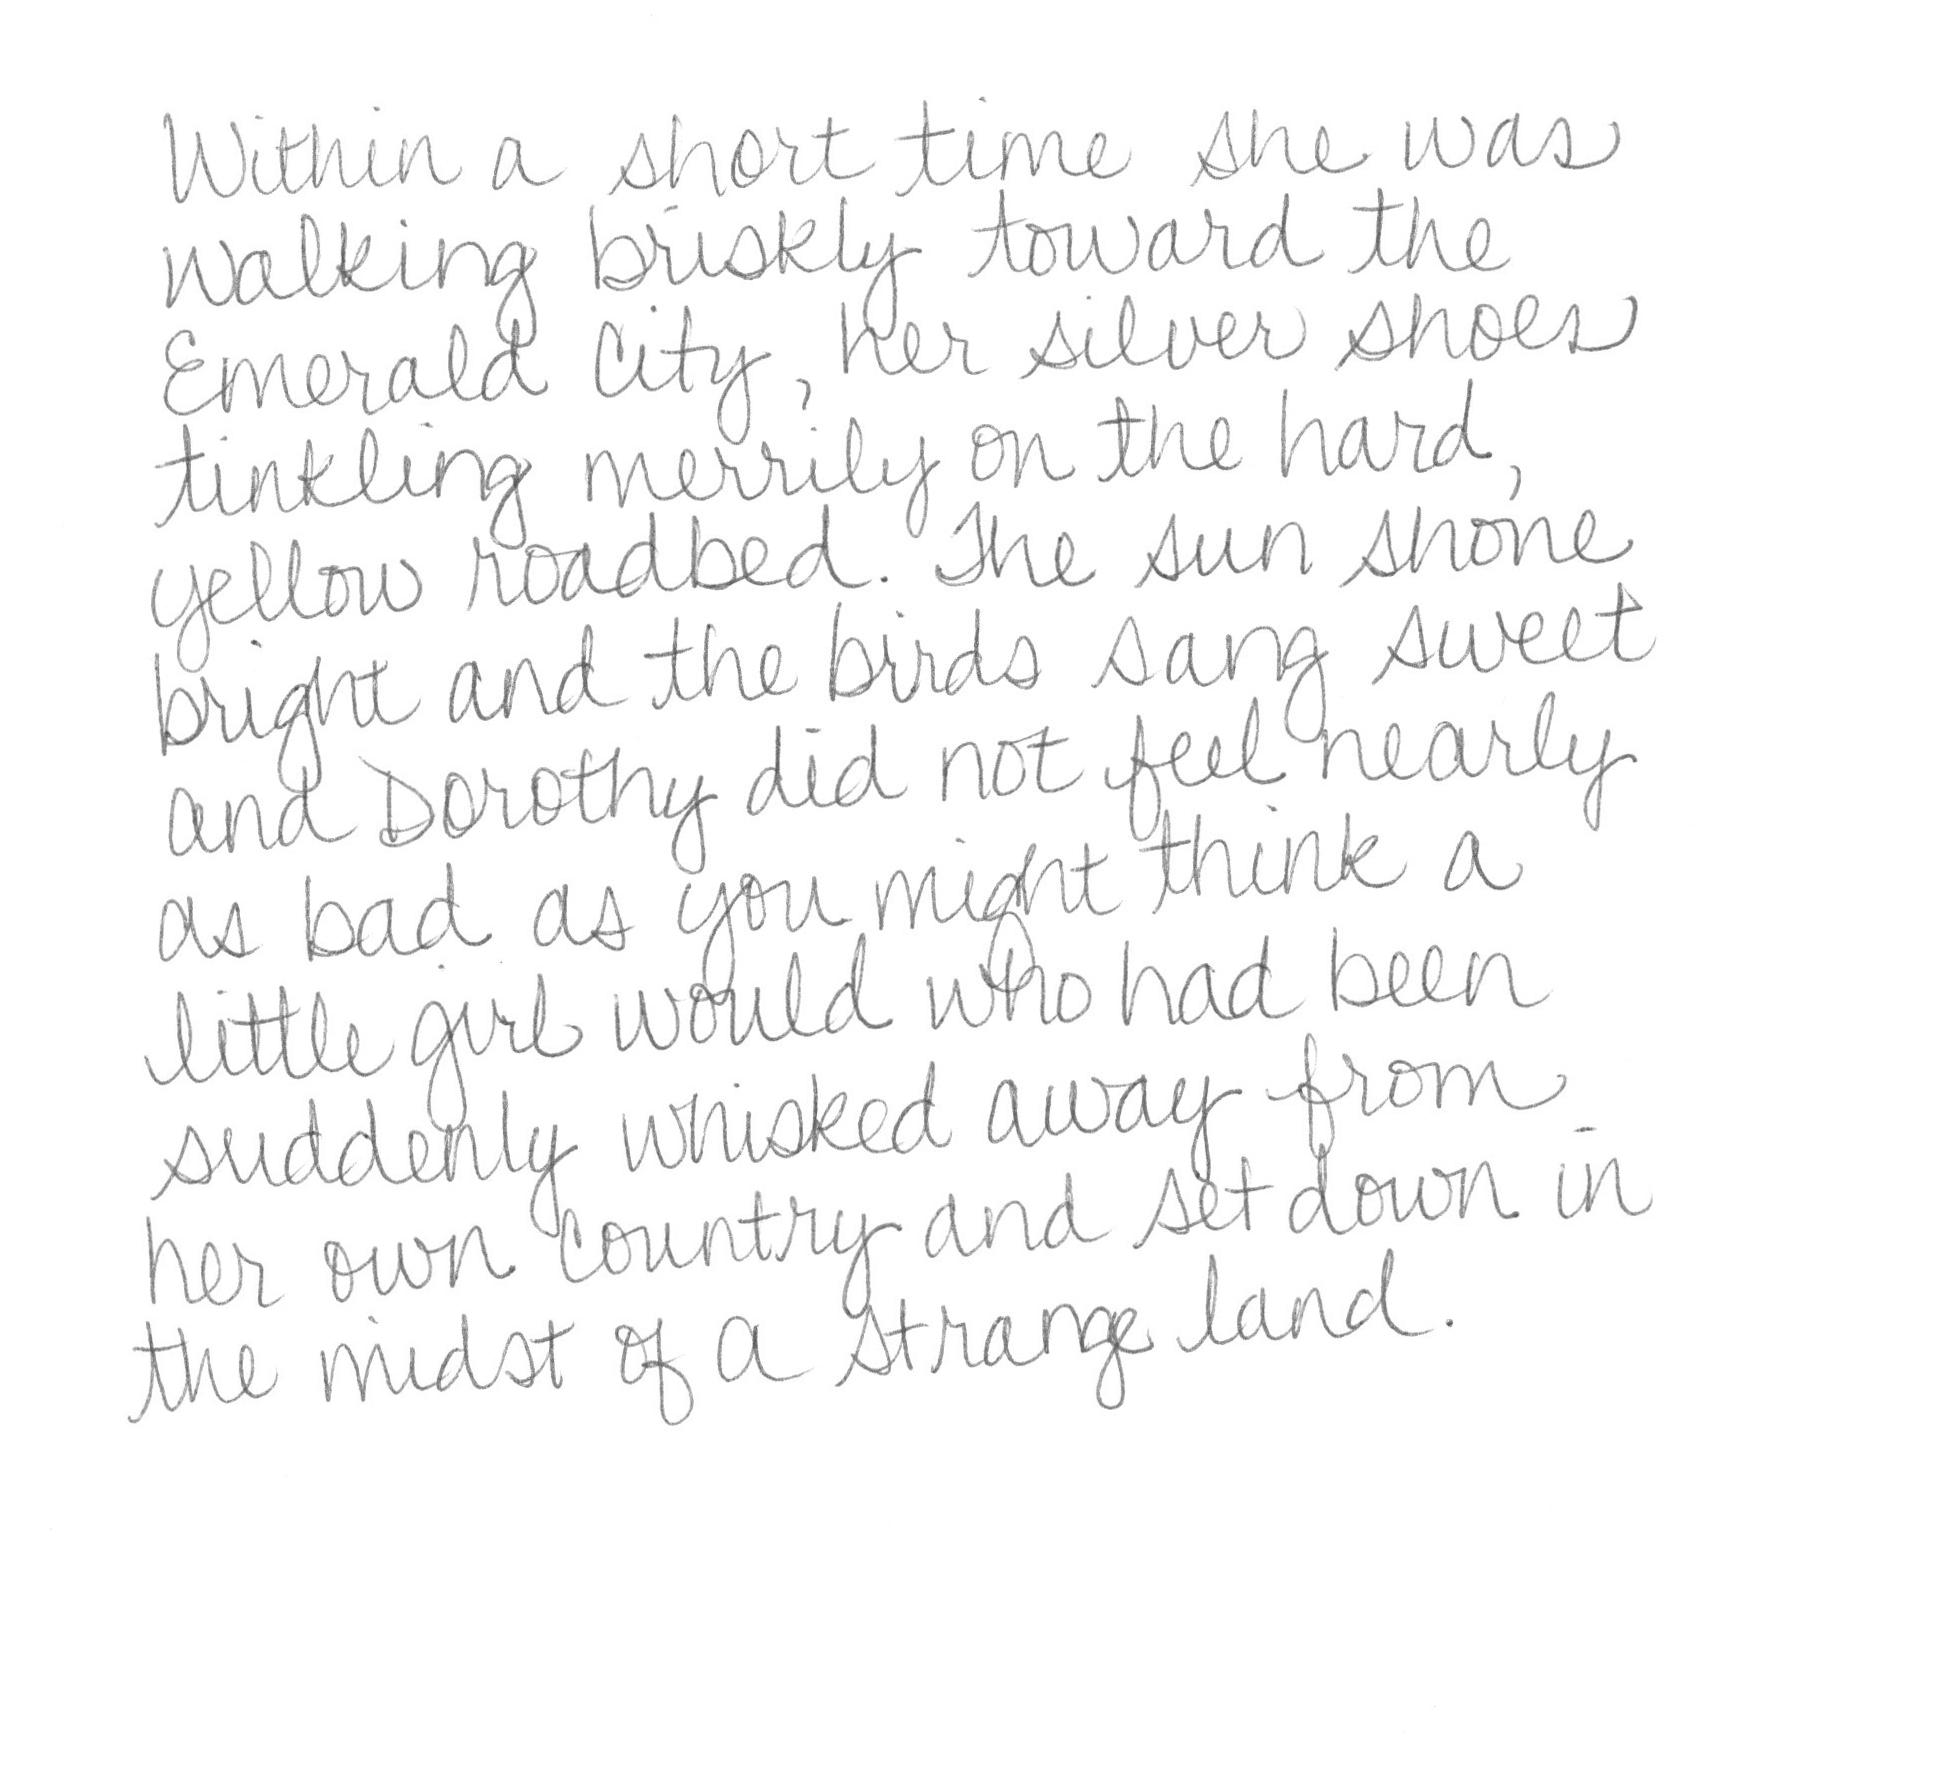 Within a short time she was
walking briskly toward the
Emerald City, her silver shoes
tinkling merrily on the hard,
yellow roadbed. The sun shone
bright and the birds sang sweet
and Dorothy did not feel nearly
as bad as you might think a
little girl would who had been
suddenly whisked away from
her own country and set down in
the midst of a strange land.